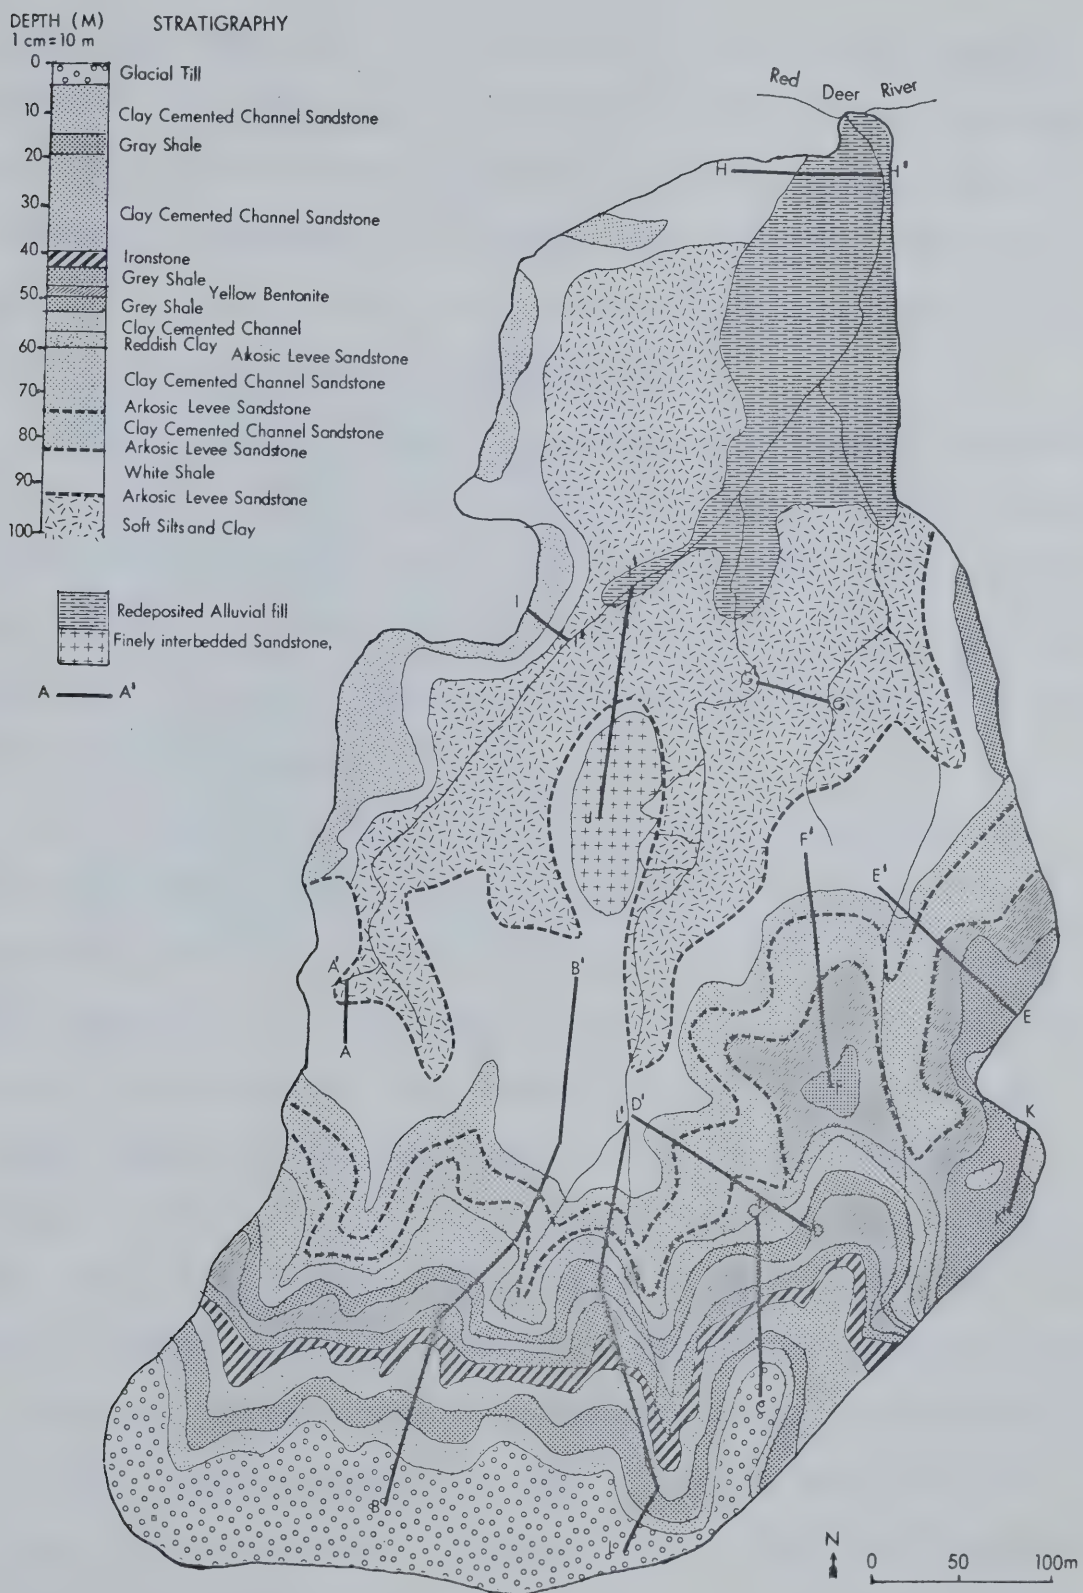 DEPTH (M) STRATIGRAPHY
1 cm = 10 m
0 Glacial Till
10 Clay Cemented Channel Sandstone
Gray Shale
20
30 Clay Cemented Channel Sandstone
40 Ironstone
Grey Shale
Yellow Bentonite
50 Grey Shale
Clay Cemented Channel
60 Reddish Clay Akosic Levee Sandstone
Clay Cemented Channel Sandstone
70
Arkosic Levee Sandstone
80 Clay Cemented Channel Sandstone
Arkosic Levee Sandstone
90 White Shale
Arkosic Levee Sandstone
100 Soft Silts and Clay
Redeposited Alluvial fill
Finely interbedded Sandstone,
A A'
Red Deer River
H H'
I I'
G
J
F'
E'
A' B'
E
A
F
L' D' K
K'
C
B
N
0 50 100m